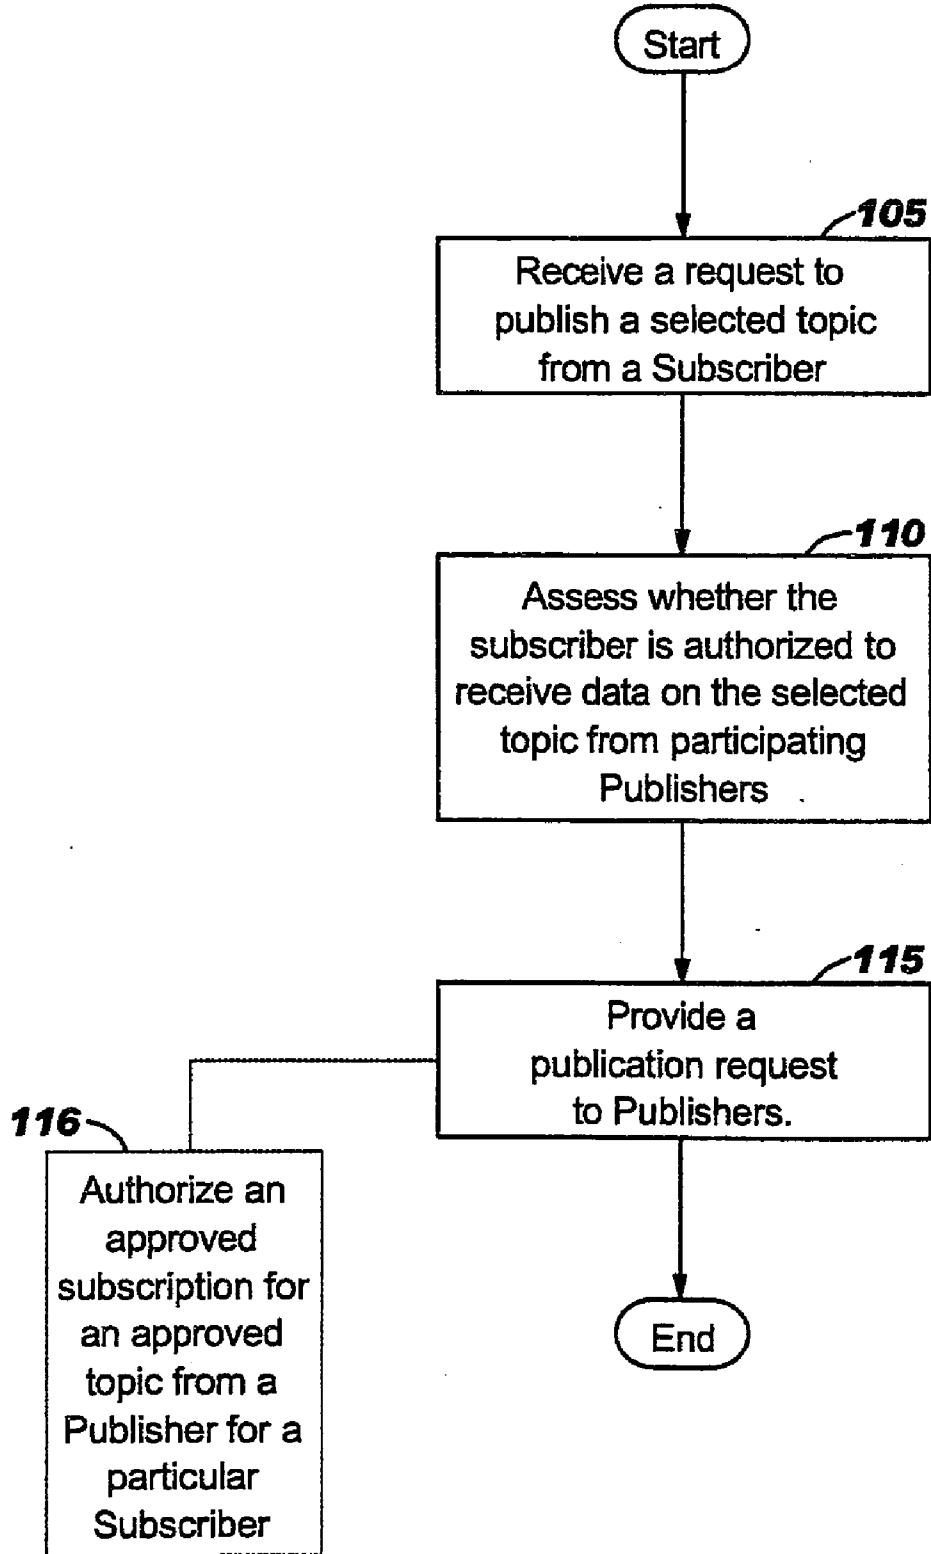 Start
105
Receive a request to
publish a selected topic
from a Subscriber
110
Assess whether the
subscriber is authorized to
receive data on the selected
topic from participating
Publishers
115
Provide a
publication request
to Publishers.
116
Authorize an
approved
subscription for
an approved
topic from a
Publisher for a
particular
Subscriber
End